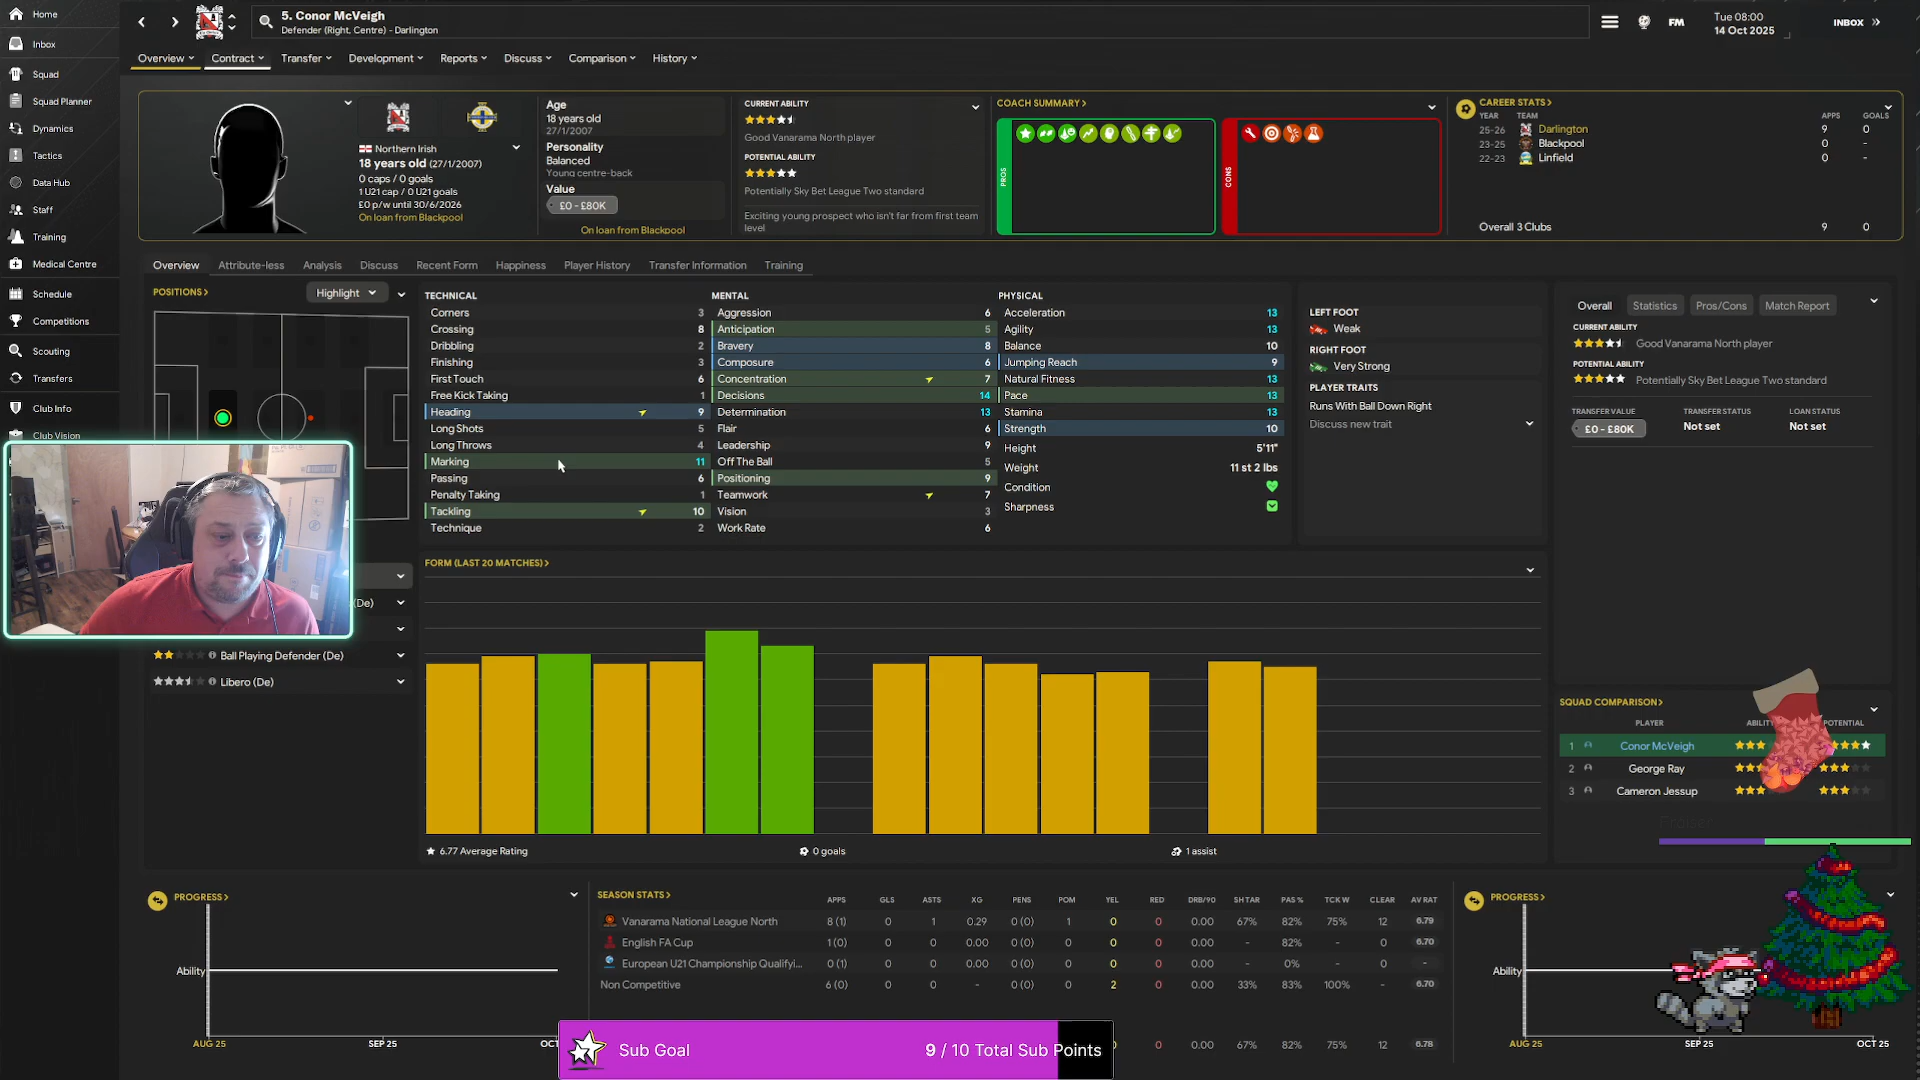 Home
Inbox
Squad
Squad Planner
Dynamics
Tactics
Data Hub
Staff
Training
Medical Centre
Schedule
Competitions
Scouting
Transfers
Club Info
Club Vision
5. Conor McVeigh
Defender (Right, Centre) - Darlington
FM
Tue 08:00
14 Oct 2025
INBOX
Overview
Contract
Transfer
Development
Reports
Discuss
Comparison
History
Northern Irish
18 years old (27/1/2007)
0 caps / 0 goals
1 U21 cap / 0 U21 goals
£0 p/w until 30/6/2026
On loan from Blackpool
Age
18 years old
27/1/2007
Personality
Balanced
Young centre-back
Value
£0 - £80K
On loan from Blackpool
CURRENT ABILITY
Good Vanarama North player
POTENTIAL ABILITY
Potentially Sky Bet League Two standard
Exciting young prospect who isn't far from first team
level
COACH SUMMARY >
PROS
CONS
CAREER STATS >
YEAR TEAM APPS GOALS
25-26 Darlington 9 0
23-25 Blackpool 0 -
22-23 Linfield 0 -
Overall 3 Clubs 9 0
Overview
Attribute-less
Analysis
Discuss
Recent Form
Happiness
Player History
Transfer Information
Training
POSITIONS >
Highlight
TECHNICAL
Corners 3
Crossing 8
Dribbling 2
Finishing 3
First Touch 6
Free Kick Taking 1
Heading 9
Long Shots 5
Long Throws 4
Marking 11
Passing 6
Penalty Taking 1
Tackling 10
Technique 2
MENTAL
Aggression 6
Anticipation 5
Bravery 8
Composure 6
Concentration 7
Decisions 14
Determination 13
Flair 6
Leadership 9
Off The Ball 5
Positioning 9
Teamwork 7
Vision 3
Work Rate 6
PHYSICAL
Acceleration 13
Agility 13
Balance 10
Jumping Reach 9
Natural Fitness 13
Pace 13
Stamina 13
Strength 10
Height 5'11"
Weight 11 st 2 lbs
Condition
Sharpness
LEFT FOOT
Weak
RIGHT FOOT
Very Strong
PLAYER TRAITS
Runs With Ball Down Right
Discuss new trait
Overall
Statistics
Pros/Cons
Match Report
CURRENT ABILITY
Good Vanarama North player
POTENTIAL ABILITY
Potentially Sky Bet League Two standard
TRANSFER VALUE TRANSFER STATUS LOAN STATUS
£0 - £80K Not set Not set
(De)
Ball Playing Defender (De)
Libero (De)
FORM (LAST 20 MATCHES) >
6.77 Average Rating
0 goals
1 assist
SQUAD COMPARISON >
PLAYER ABILITY POTENTIAL
1 Conor McVeigh
2 George Ray
3 Cameron Jessup
PROGRESS >
Ability
AUG 25 SEP 25 OCT
SEASON STATS > APPS GLS ASTS XG PENS POM YEL RED DRB/90 SH TAR PAS % TCK W CLEAR AV RAT
Vanarama National League North 8 (1) 0 1 0.29 0 (0) 1 0 0 0.00 67% 82% 75% 12 6.79
English FA Cup 1 (0) 0 0 0.00 0 (0) 0 0 0 0.00 - 82% - 0 6.70
European U21 Championship Qualifyi... 0 (1) 0 0 0.00 0 (0) 0 0 0 0.00 - 0% - 0 -
Non Competitive 6 (0) 0 0 - 0 (0) 0 2 0 0.00 33% 83% 100% - 6.70
0 0.00 67% 82% 75% 12 6.78
PROGRESS >
Ability
AUG 25 SEP 25 OCT 25
Sub Goal 9 / 10 Total Sub Points